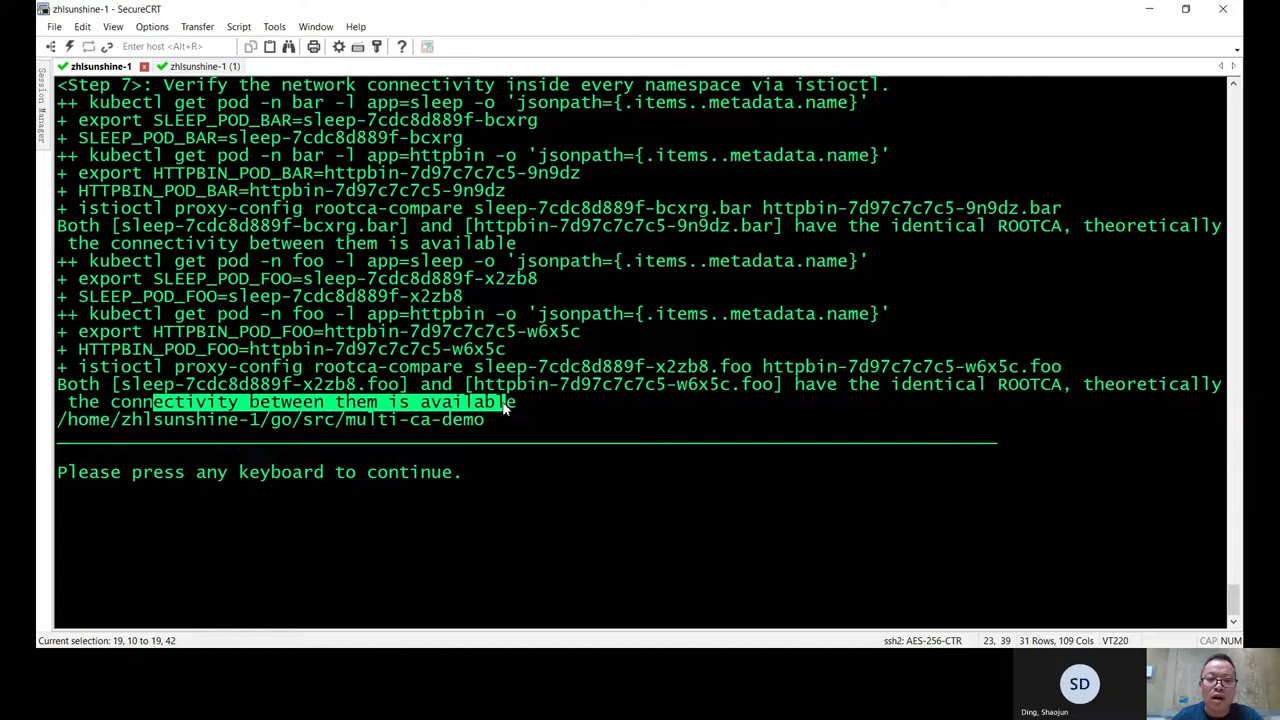 zhlsunshine-1 - SecureCRT
File Edit View Options Transfer Script Tools Window Help
Enter host <Alt+R>
zhlsunshine-1 zhlsunshine-1 (1)
Session Manager
<Step 7>: Verify the network connectivity inside every namespace via istioctl.
++ kubectl get pod -n bar -l app=sleep -o 'jsonpath={.items..metadata.name}'
+ export SLEEP_POD_BAR=sleep-7cdc8d889f-bcxrg
+ SLEEP_POD_BAR=sleep-7cdc8d889f-bcxrg
++ kubectl get pod -n bar -l app=httpbin -o 'jsonpath={.items..metadata.name}'
+ export HTTPBIN_POD_BAR=httpbin-7d97c7c7c5-9n9dz
+ HTTPBIN_POD_BAR=httpbin-7d97c7c7c5-9n9dz
+ istioctl proxy-config rootca-compare sleep-7cdc8d889f-bcxrg.bar httpbin-7d97c7c7c5-9n9dz.bar
Both [sleep-7cdc8d889f-bcxrg.bar] and [httpbin-7d97c7c7c5-9n9dz.bar] have the identical ROOTCA, theoretically
the connectivity between them is available
++ kubectl get pod -n foo -l app=sleep -o 'jsonpath={.items..metadata.name}'
+ export SLEEP_POD_FOO=sleep-7cdc8d889f-x2zb8
+ SLEEP_POD_FOO=sleep-7cdc8d889f-x2zb8
++ kubectl get pod -n foo -l app=httpbin -o 'jsonpath={.items..metadata.name}'
+ export HTTPBIN_POD_FOO=httpbin-7d97c7c7c5-w6x5c
+ HTTPBIN_POD_FOO=httpbin-7d97c7c7c5-w6x5c
+ istioctl proxy-config rootca-compare sleep-7cdc8d889f-x2zb8.foo httpbin-7d97c7c7c5-w6x5c.foo
Both [sleep-7cdc8d889f-x2zb8.foo] and [httpbin-7d97c7c7c5-w6x5c.foo] have the identical ROOTCA, theoretically
the connectivity between them is available
/home/zhlsunshine-1/go/src/multi-ca-demo
Please press any keyboard to continue.
Current selection: 19, 10 to 19, 42 ssh2: AES-256-CTR 23, 39 31 Rows, 109 Cols VT220 CAP NUM
SD
Ding, Shaojun